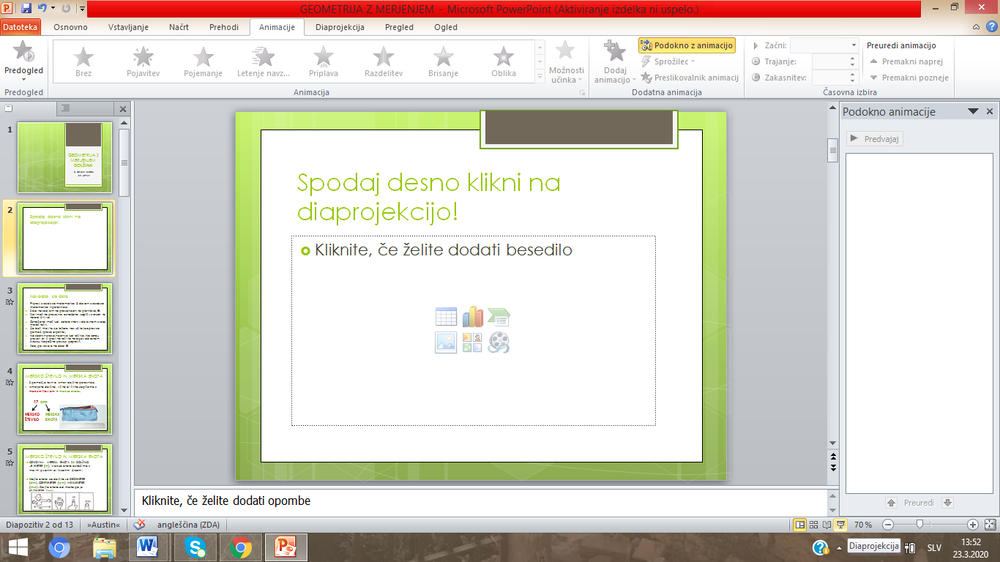 GEOMETRIJA Z MERJENJEM - Microsoft PowerPoint (Aktiviranje izdelka ni uspelo.)
Datoteka Osnovno Vstavljanje Načrt Prehodi Animacije Diaprojekcija Pregled Ogled
Predogled
Predogled
Brez Pojavitev Pojemanje Letenje navz... Priplava Razdelitev Brisanje Oblika
Možnosti
učinka
Animacija
Dodaj
animacijo
Podokno z animacijo
Sprožilec
Preslikovalnik animacij
Dodatna animacija
Začni:
Trajanje:
Zakasnitev:
Preuredi animacijo
Premakni naprej
Premakni pozneje
Časovna izbira
1
GEOMETRIJA Z
MERJENJEM
DOLŽINA
2
Spodaj desno klikni na
diaprojekcijo!
3
Navodila za delo
4
MERSKO ŠTEVILO IN MERSKA ENOTA
17 cm
MERSKO
ŠTEVILO
MERSKA
ENOTA
5
MERSKO ŠTEVILO IN MERSKA ENOTA
Spodaj desno klikni na
diaprojekcijo!
Kliknite, če želite dodati besedilo
Kliknite, če želite dodati opombe
Podokno animacije
Predvajaj
Preuredi
Diapozitiv 2 od 13 »Austin« angleščina (ZDA) 70 %
Diaprojekcija
SLV
13:52
23.3.2020